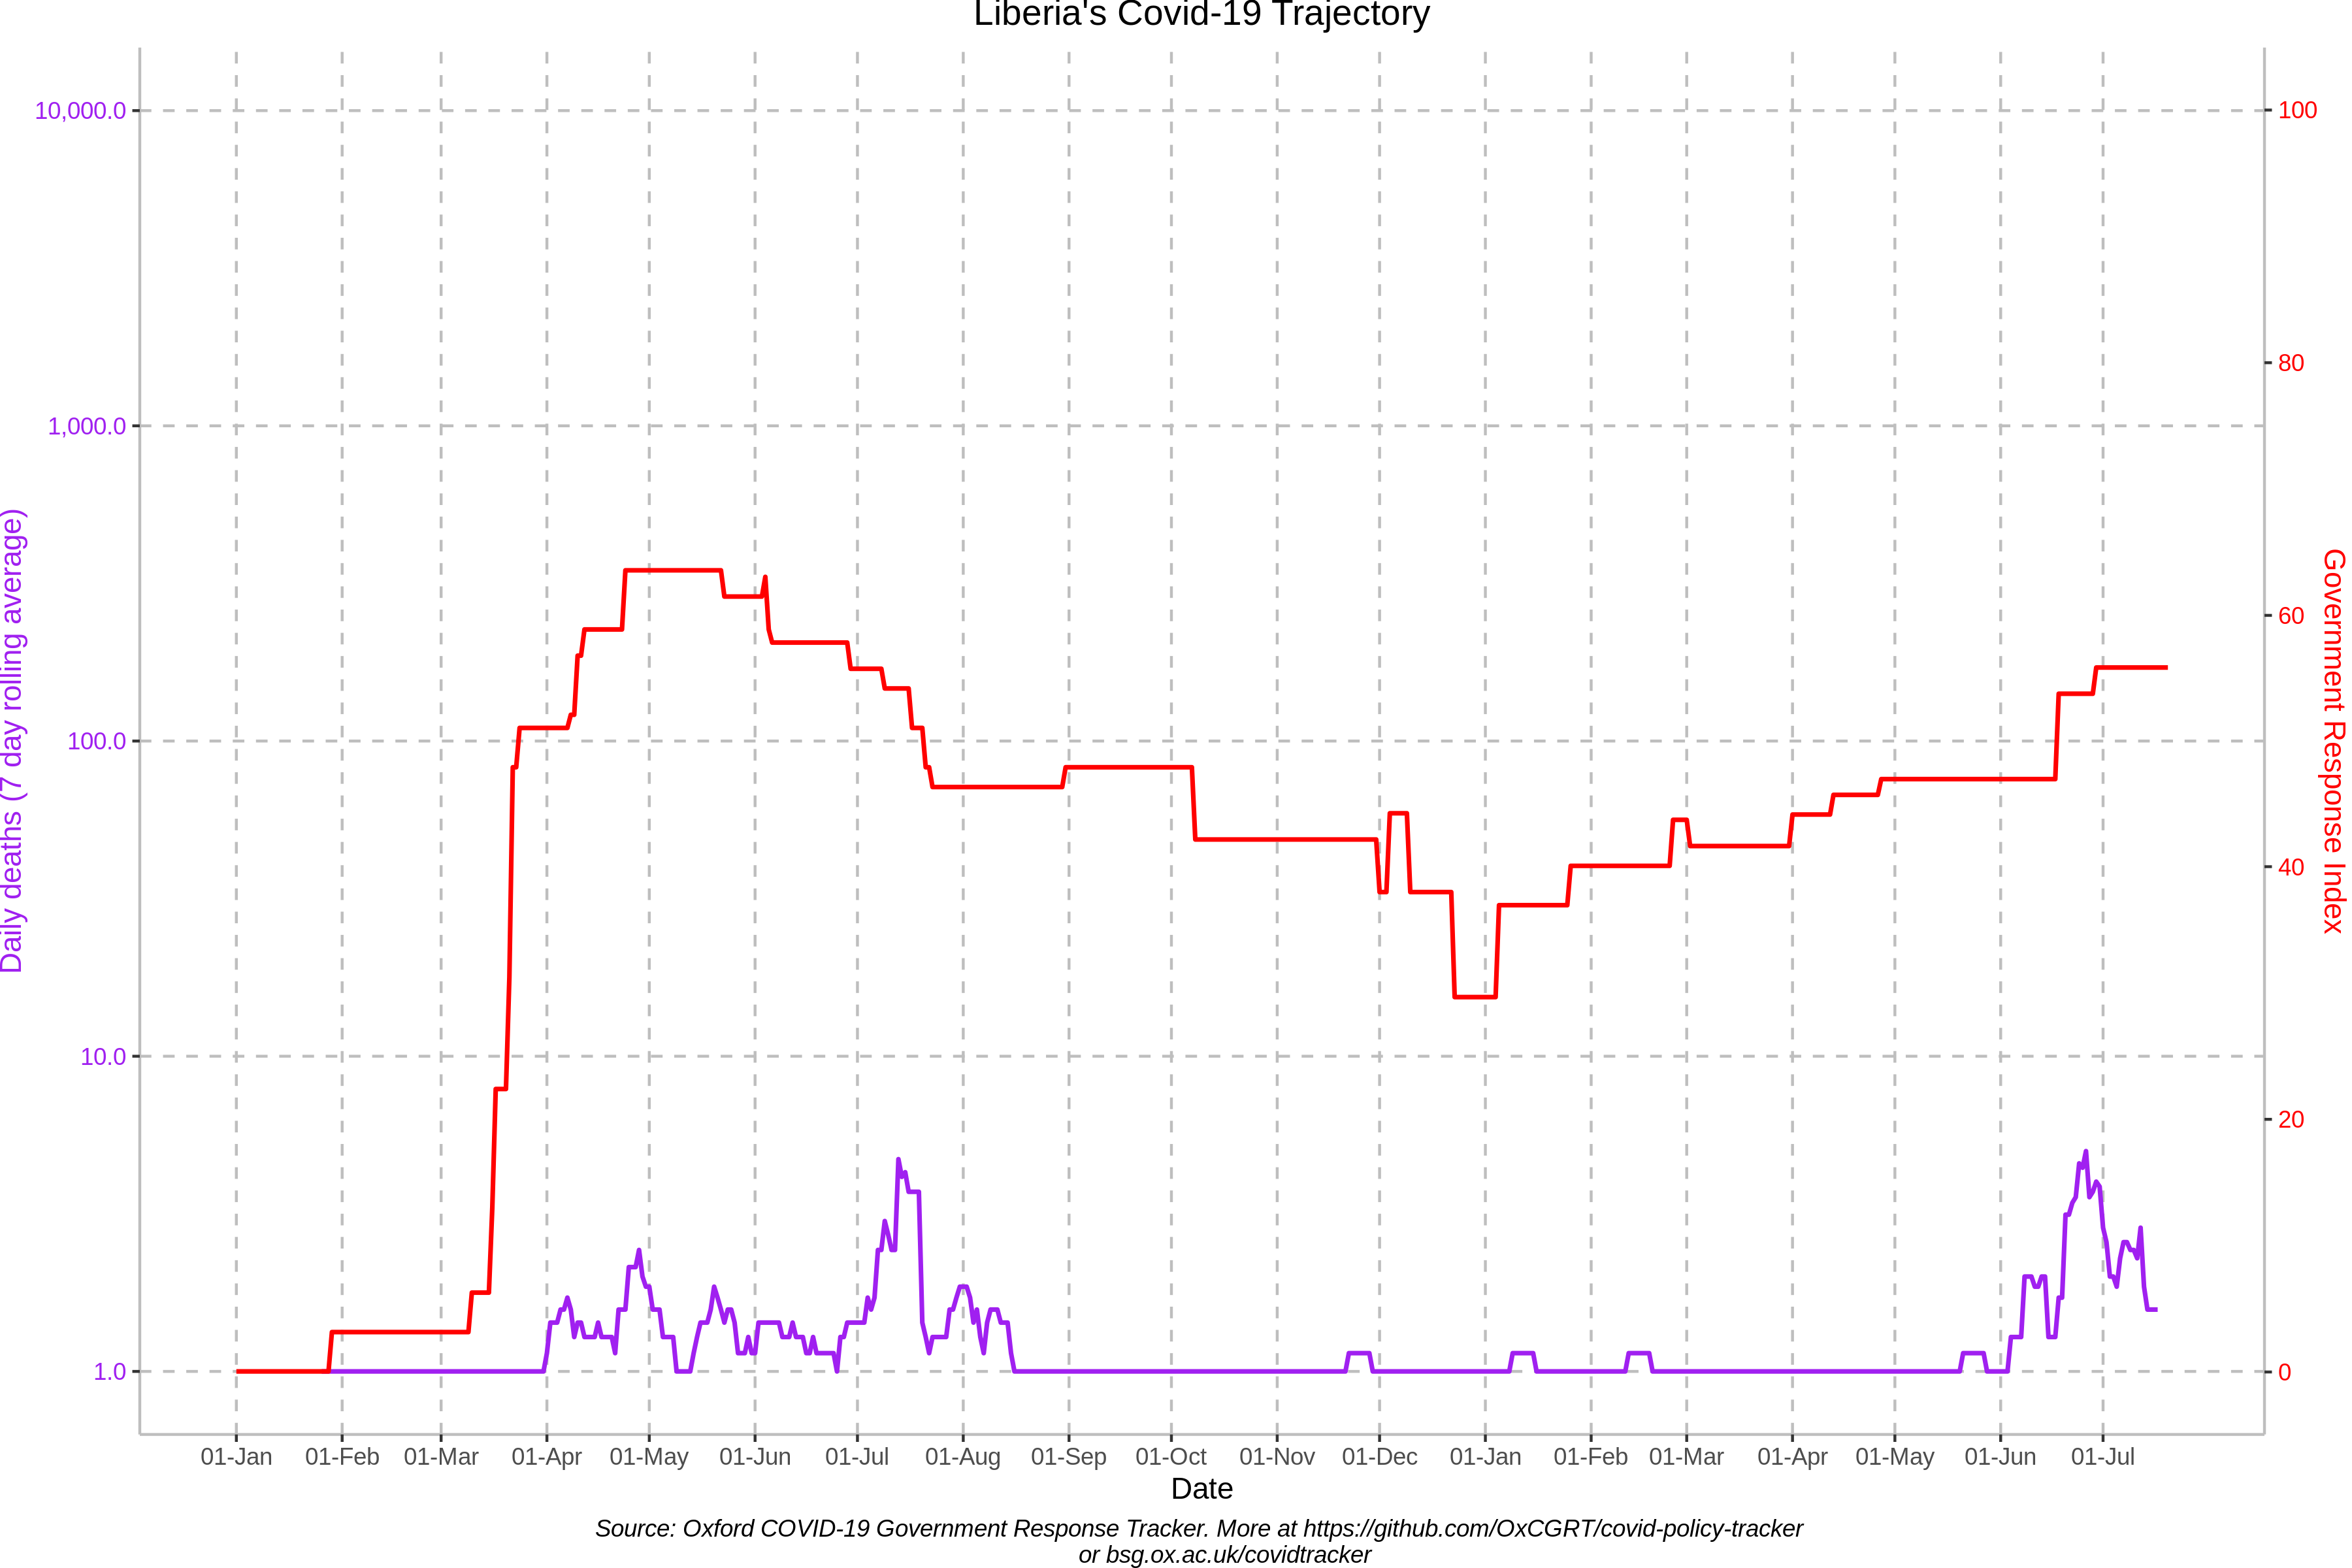 Liberia's Covid-19 Trajectory
10,000.0
1,000.0
100.0
10.0
1.0
Daily deaths (7 day rolling average)
100
80
60
40
20
0
Government Response Index
01-Jan 01-Feb 01-Mar 01-Apr 01-May 01-Jun 01-Jul 01-Aug 01-Sep 01-Oct 01-Nov 01-Dec 01-Jan 01-Feb 01-Mar 01-Apr 01-May 01-Jun 01-Jul
Date
Source: Oxford COVID-19 Government Response Tracker. More at https://github.com/OxCGRT/covid-policy-tracker
or bsg.ox.ac.uk/covidtracker